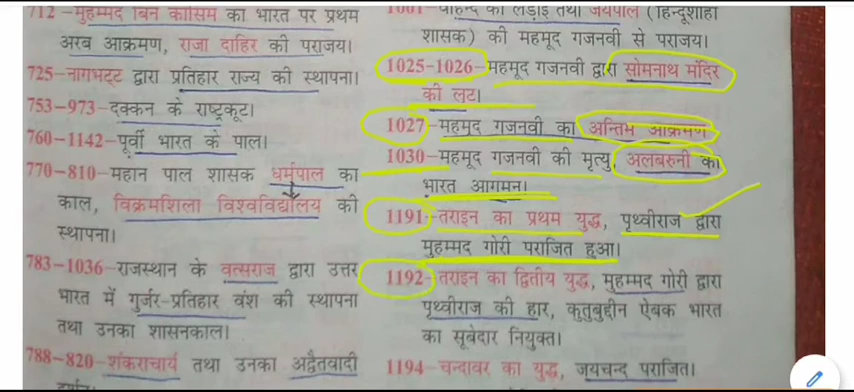 712-मुहम्मद बिन कासिम का भारत पर प्रथम
अरब आक्रमण, राजा दाहिर की पराजय।
725-नागभट्ट द्वारा प्रतिहार राज्य की स्थापना।
753-973-दक्कन के राष्ट्रकूट।
760-1142-पूर्वी भारत के पाल।
770-810-महान पाल शासक धर्मपाल का
काल, विक्रमशिला विश्वविद्यालय की
स्थापना।
783-1036-राजस्थान के वत्सराज द्वारा उत्तर
भारत में गुर्जर-प्रतिहार वंश की स्थापना
तथा उनका शासनकाल।
788-820-शंकराचार्य तथा उनका अद्वैतवादी
की लड़ाई तथा जयपाल (हिन्दूशाही
शासक) की महमूद गजनवी से पराजय।
1025-1026-महमूद गजनवी द्वारा सोमनाथ मंदिर
की लूट।
1027-महमूद गजनवी का अन्तिम आक्रमण
1030-महमूद गजनवी की मृत्यु, अलबरुनी का
भारत आगमन।
1191-तराइन का प्रथम युद्ध, पृथ्वीराज द्वारा
मुहम्मद गोरी पराजित हुआ।
1192-तराइन का द्वितीय युद्ध, मुहम्मद गोरी द्वारा
पृथ्वीराज की हार, कुतुबुद्दीन ऐबक भारत
का सूबेदार नियुक्त।
1194-चन्दावर का युद्ध, जयचन्द पराजित।